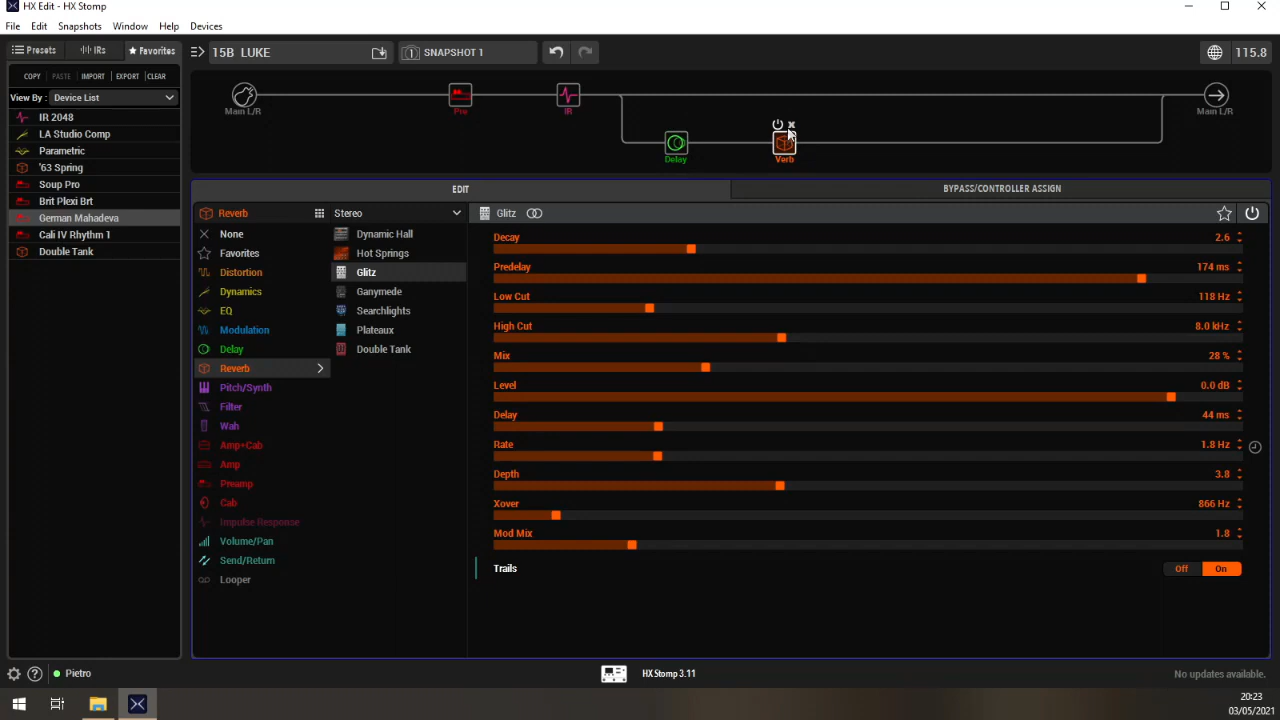 HX Edit - HX Stomp
File Edit Snapshots Window Help Devices
Presets IRs Favorites
15B LUKE
1 SNAPSHOT 1
115.8
COPY PASTE IMPORT EXPORT CLEAR
View By: Device List
IR 2048
LA Studio Comp
Parametric
'63 Spring
Soup Pro
Brit Plexi Brt
German Mahadeva
Cali IV Rhythm 1
Double Tank
Main L/R
Pre
IR
Main L/R
Delay
Verb
EDIT
BYPASS/CONTROLLER ASSIGN
Reverb
None
Favorites
Distortion
Dynamics
EQ
Modulation
Delay
Reverb
Pitch/Synth
Filter
Wah
Amp+Cab
Amp
Preamp
Cab
Impulse Response
Volume/Pan
Send/Return
Looper
Stereo
Dynamic Hall
Hot Springs
Glitz
Ganymede
Searchlights
Plateaux
Double Tank
Glitz
Decay 2.6
Predelay 174 ms
Low Cut 118 Hz
High Cut 8.0 kHz
Mix 28 %
Level 0.0 dB
Delay 44 ms
Rate 1.8 Hz
Depth 3.8
Xover 866 Hz
Mod Mix 1.8
Trails Off On
? Pietro
HX Stomp 3.11
No updates available.
20:23
03/05/2021